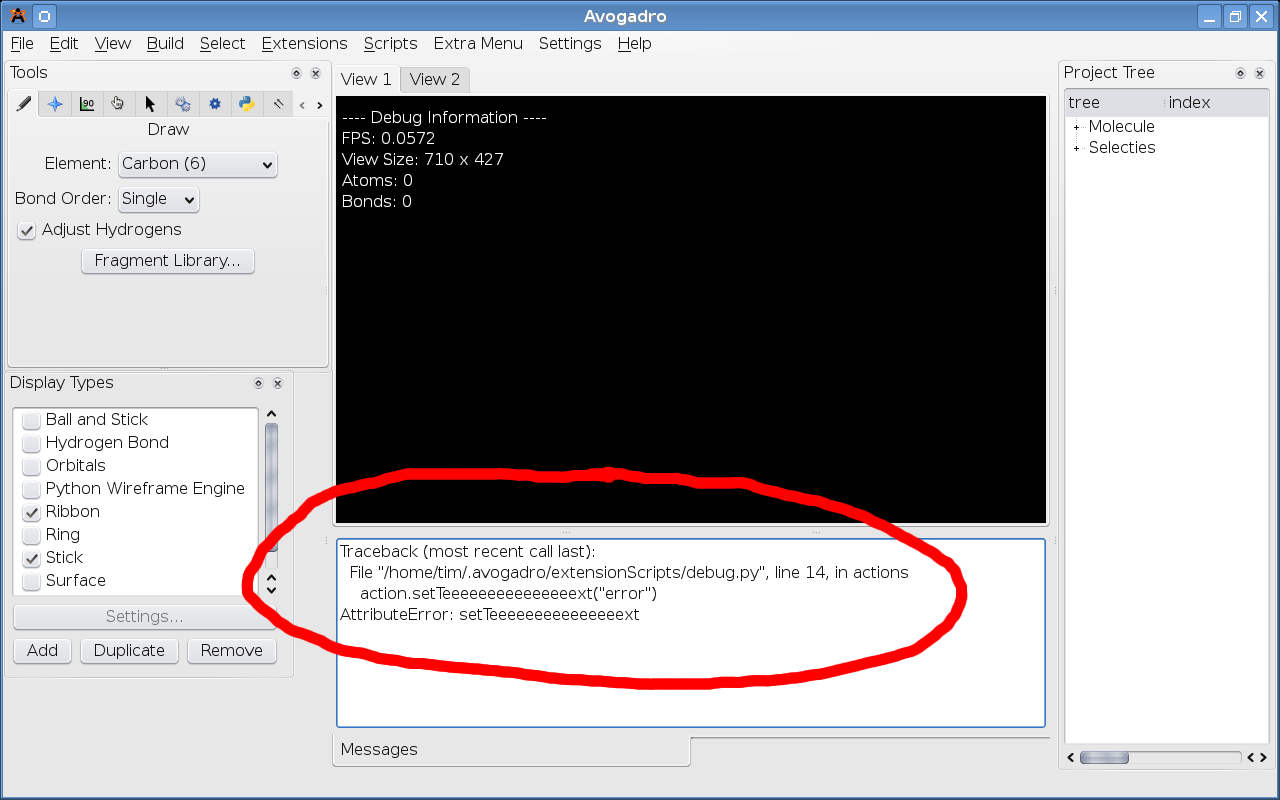 Avogadro
File Edit View Build Select Extensions Scripts Extra Menu Settings Help
Tools
Draw
Element: Carbon (6)
Bond Order: Single
Adjust Hydrogens
Fragment Library...
Display Types
Ball and Stick
Hydrogen Bond
Orbitals
Python Wireframe Engine
Ribbon
Ring
Stick
Surface
Settings...
Add Duplicate Remove
View 1 View 2
---- Debug Information ----
FPS: 0.0572
View Size: 710 x 427
Atoms: 0
Bonds: 0
Traceback (most recent call last):
File "/home/tim/.avogadro/extensionScripts/debug.py", line 14, in actions
action.setTeeeeeeeeeeeeeeext("error")
AttributeError: setTeeeeeeeeeeeeeeext
Messages
Project Tree
tree index
Molecule
Selecties